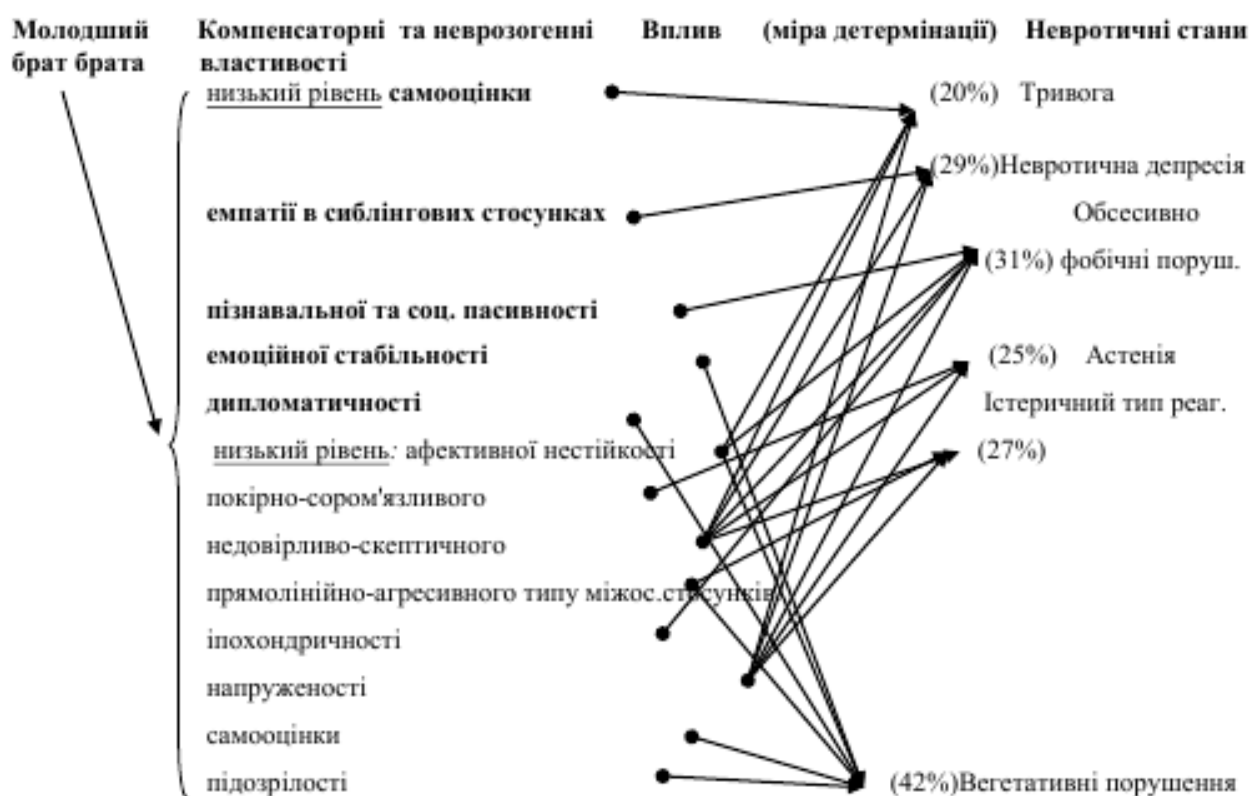 Молодший Компенсаторні та неврозогенні Вплив (міра детермінації) Невротичні стани
брат брата властивості
низький рівень самооцінки (20%) Тривога
(29%)Невротична депресія
емпатії в сиблінгових стосунках Обсесивно
(31%) фобічні поруш.
пізнавальної та соц. пасивності
емоційної стабільності (25%) Астенія
дипломатичності Істеричний тип реаг.
низький рівень: афективної нестійкості (27%)
покірно-сором'язливого
недовірливо-скептичного
прямолінійно-агресивного типу міжос.стосунків
іпохондричності
напруженості
самооцінки
підозрілості (42%)Вегетативні порушення